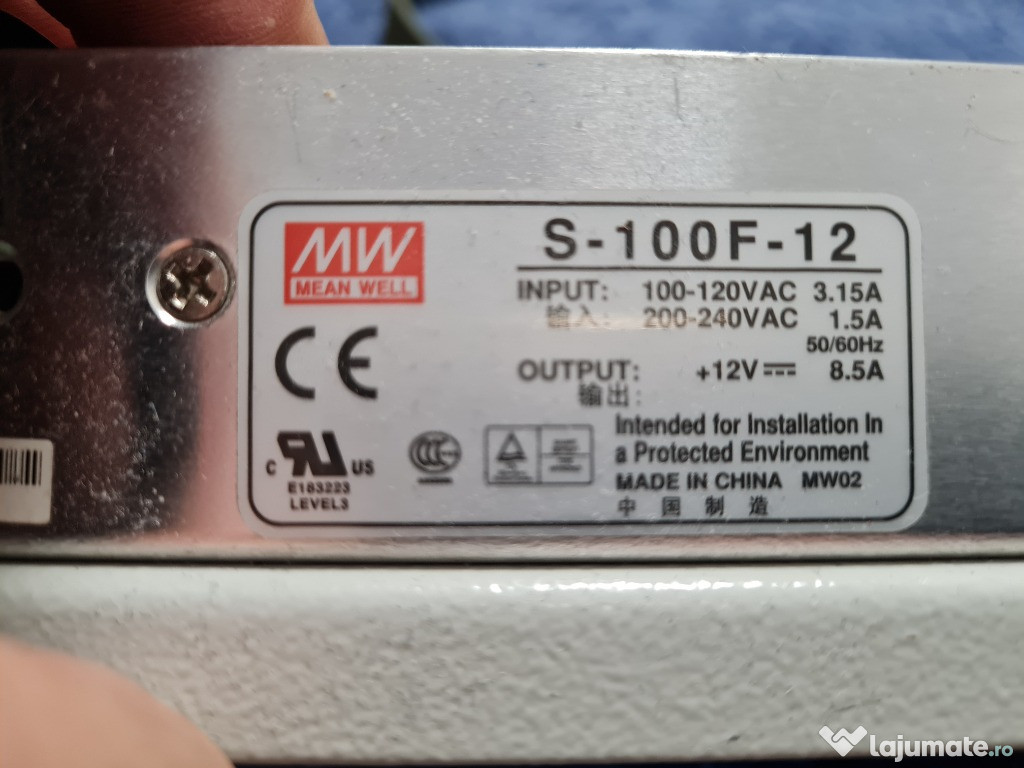 MW
MEAN WELL
S-100F-12
INPUT: 100-120VAC 3.15A
输入: 200-240VAC 1.5A
50/60Hz
OUTPUT: +12V 8.5A
输出:
CE
c RU US
E183223
LEVEL3
CCC
Intended for Installation In
a Protected Environment
MADE IN CHINA MW02
中国制造
lajumate.ro